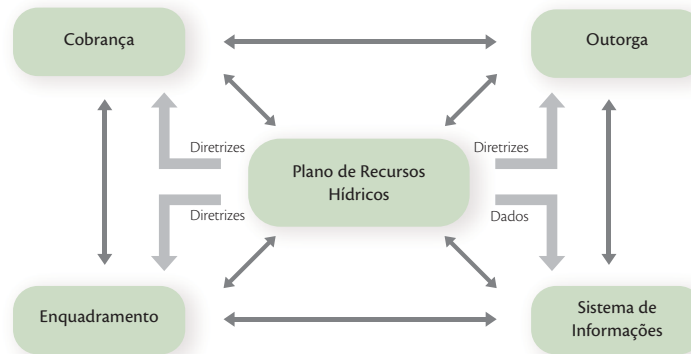 Cobrança
Outorga
Diretrizes
Diretrizes
Plano de Recursos
Hídricos
Diretrizes
Dados
Enquadramento
Sistema de
Informações